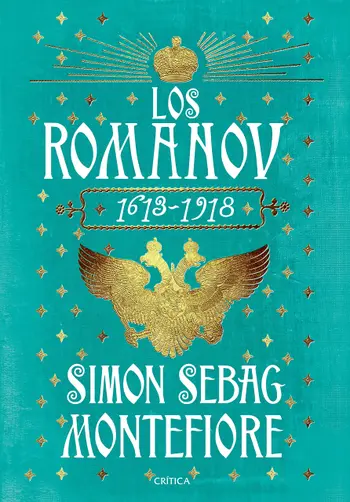 LOS
ROMANOV
1613-1918
SIMON SEBAG
MONTEFIORE
CRÍTICA